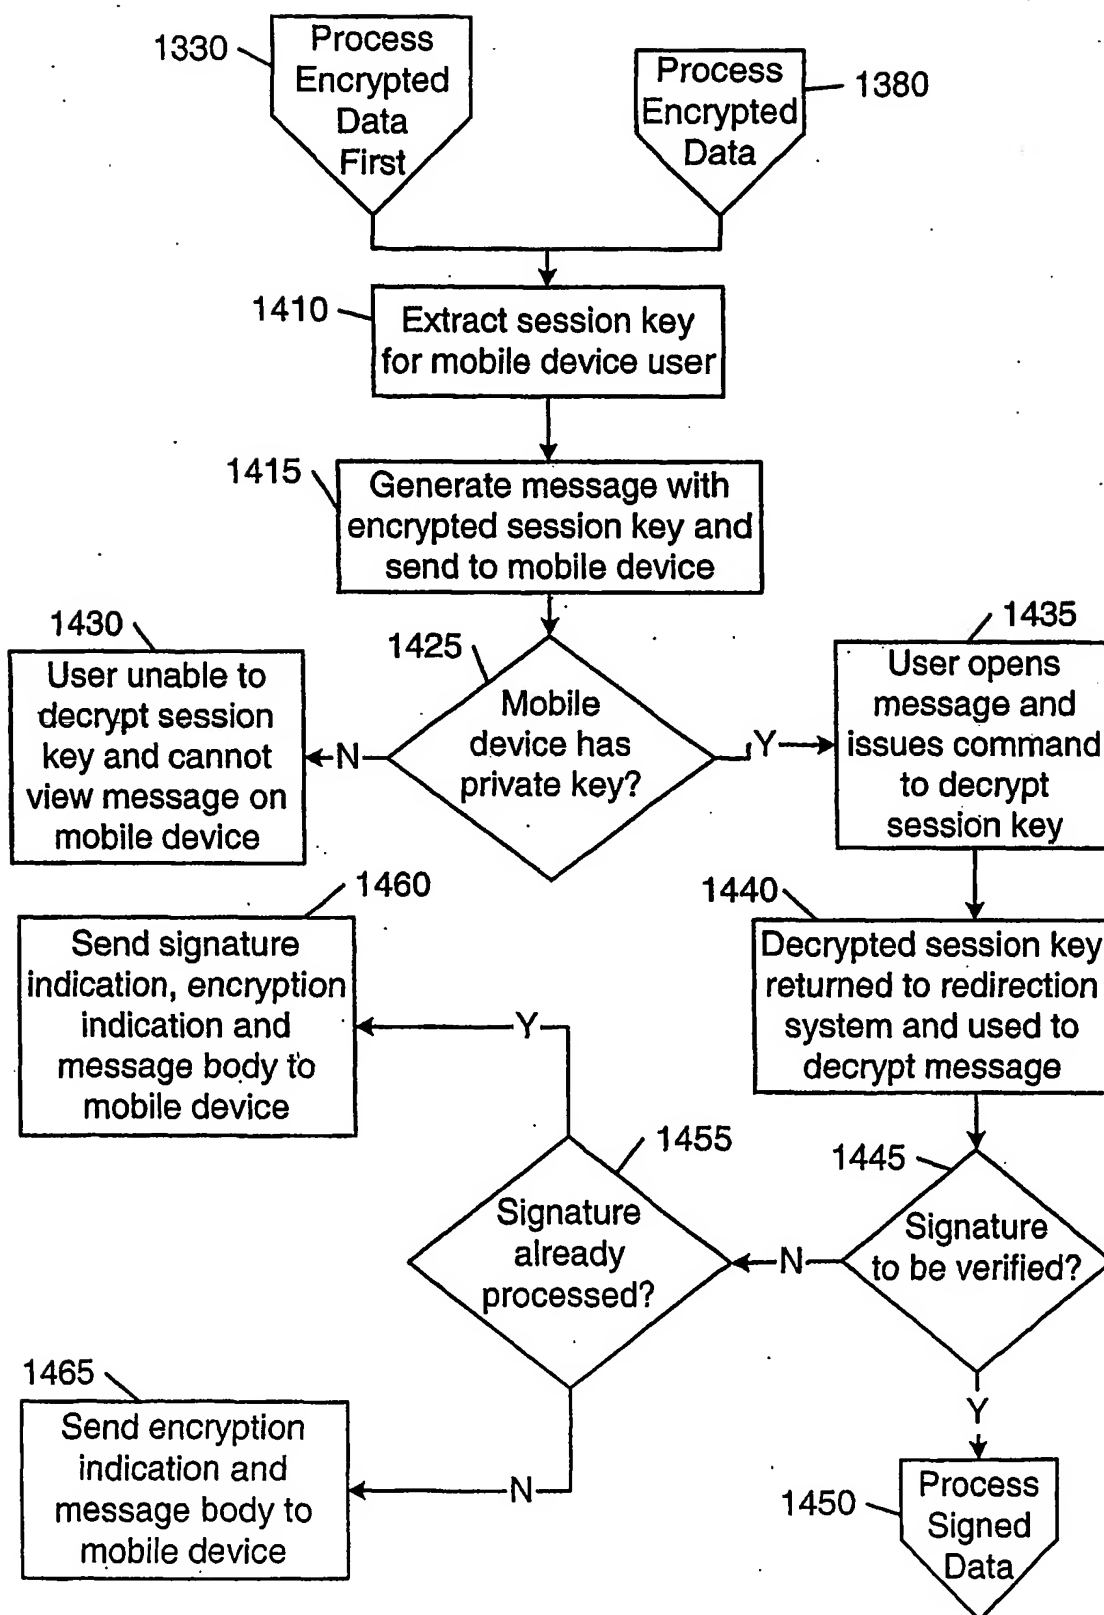 1330
Process
Encrypted
Data
First
Process
Encrypted
Data
1380
1410
Extract session key
for mobile device user
1415
Generate message with
encrypted session key and
send to mobile device
1430
User unable to
decrypt session
key and cannot
view message on
mobile device
N
1425
Mobile
device has
private key?
Y
1435
User opens
message and
issues command
to decrypt
session key
1440
Decrypted session key
returned to redirection
system and used to
decrypt message
1460
Send signature
indication, encryption
indication and
message body to
mobile device
Y
1455
Signature
already
processed?
N
1445
Signature
to be verified?
1465
Send encryption
indication and
message body to
mobile device
N
Y
1450
Process
Signed
Data